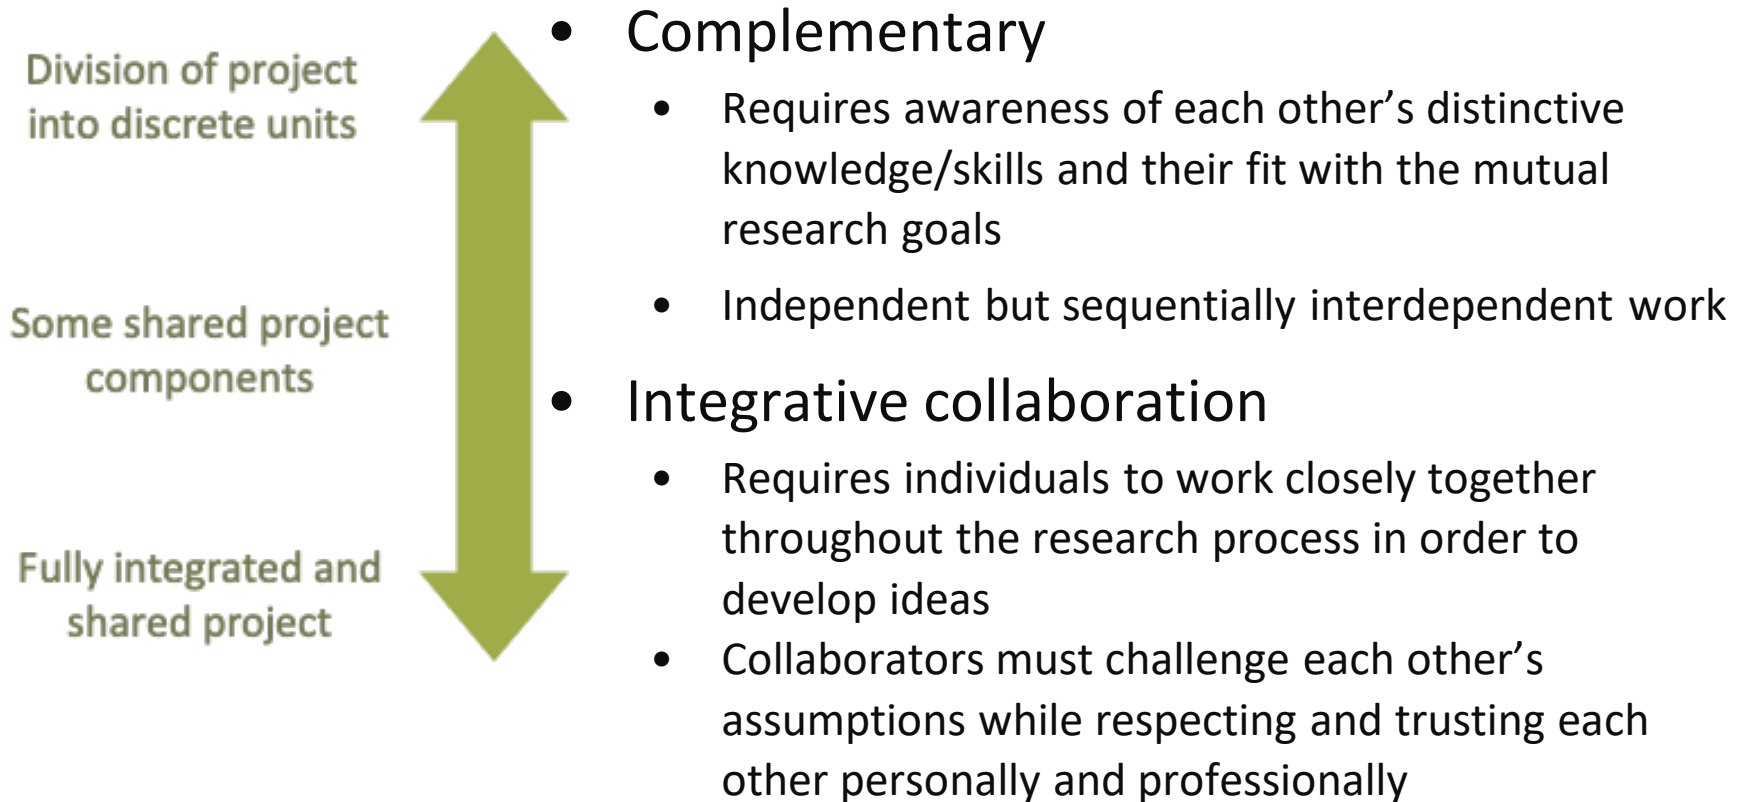 Division of project
into discrete units
Some shared project
components
Fully integrated and
shared project
• Complementary
• Requires awareness of each other’s distinctive
knowledge/skills and their fit with the mutual
research goals
• Independent but sequentially interdependent work
• Integrative collaboration
• Requires individuals to work closely together
throughout the research process in order to
develop ideas
• Collaborators must challenge each other’s
assumptions while respecting and trusting each
other personally and professionally